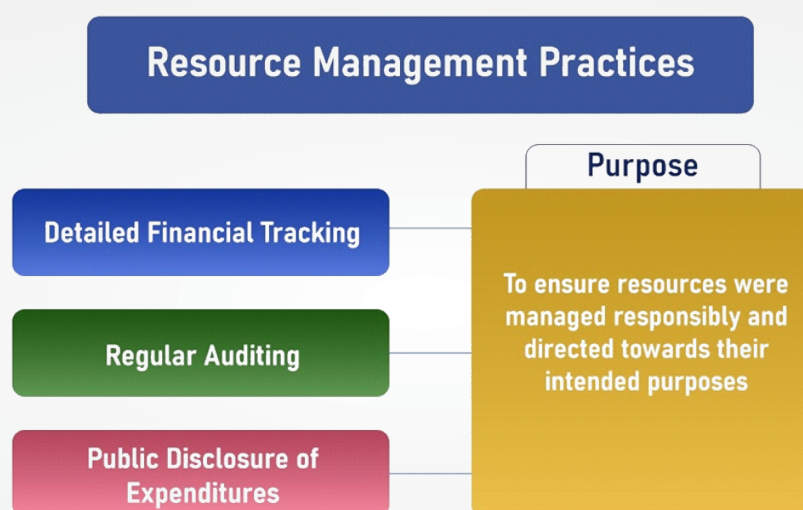 Resource Management Practices
Purpose
Detailed Financial Tracking
Regular Auditing
Public Disclosure of
Expenditures
To ensure resources were
managed responsibly and
directed towards their
intended purposes